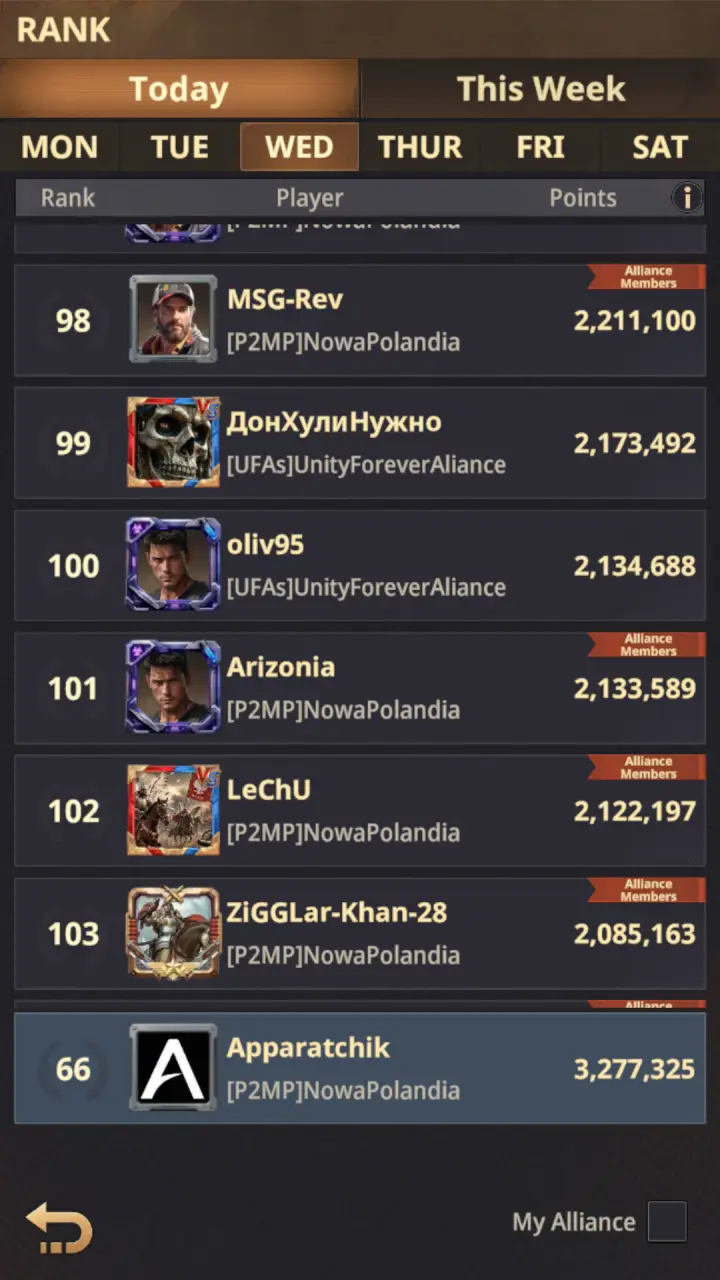 RANK
Today
This Week
MON
TUE
WED
THUR
FRI
SAT
Rank
Player
Points
[P2MP]NowaPolandia
98
MSG-Rev
[P2MP]NowaPolandia
Alliance
Members
2,211,100
99
ДонХулиНужно
[UFAs]UnityForeverAliance
2,173,492
100
oliv95
[UFAs]UnityForeverAliance
2,134,688
101
Arizonia
[P2MP]NowaPolandia
Alliance
Members
2,133,589
102
LeChU
[P2MP]NowaPolandia
Alliance
Members
2,122,197
103
ZiGGLar-Khan-28
[P2MP]NowaPolandia
Alliance
Members
2,085,163
Alliance
66
Apparatchik
[P2MP]NowaPolandia
3,277,325
My Alliance